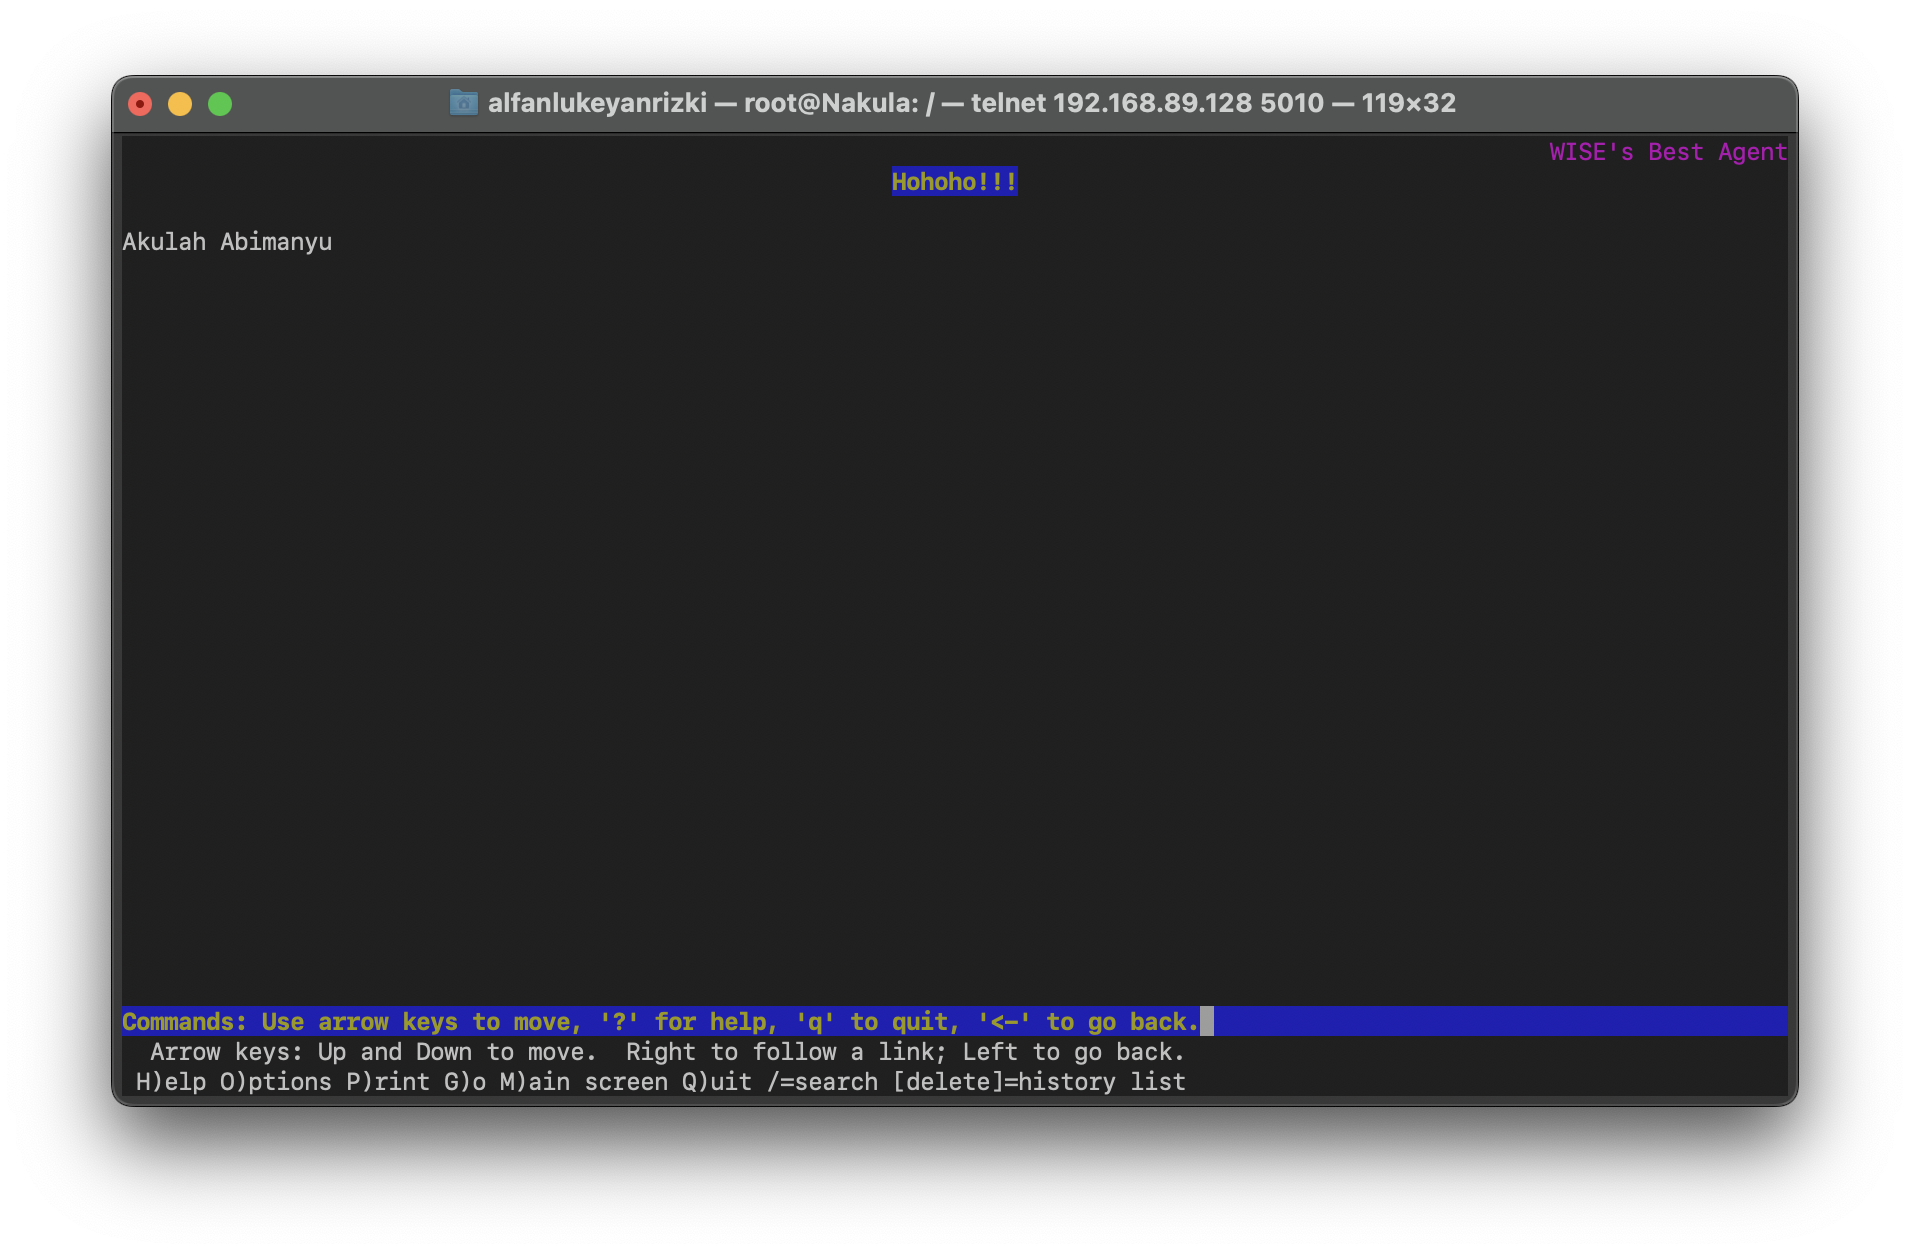 alfanlukeyanrizki — root@Nakula: / — telnet 192.168.89.128 5010 — 119×32
WISE's Best Agent
Hohoho!!!
Akulah Abimanyu
Commands: Use arrow keys to move, '?' for help, 'q' to quit, '<-' to go back.
Arrow keys: Up and Down to move.  Right to follow a link; Left to go back.
H)elp O)ptions P)rint G)o M)ain screen Q)uit /=search [delete]=history list